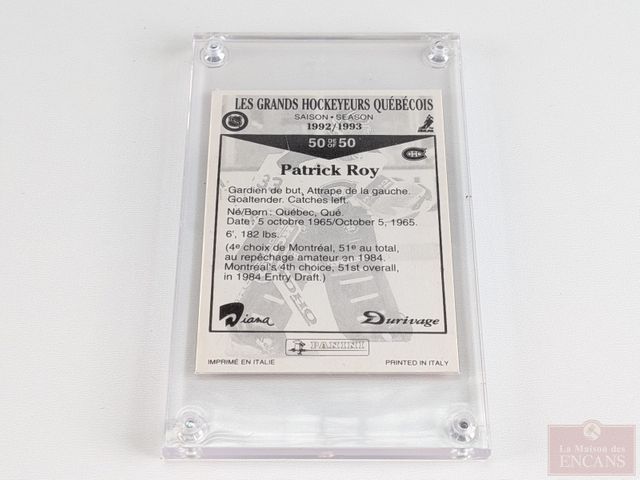 LES GRANDS HOCKEYEURS QUÉBÉCOIS
SAISON • SEASON
1992/1993
50 DE OF 50
Patrick Roy
Gardien de but. Attrape de la gauche.
Goaltender. Catches left.
Né/Born: Québec, Qué.
Date: 5 octobre 1965/October 5, 1965.
6', 182 lbs.
(4e choix de Montréal, 51e au total,
au repêchage amateur en 1984.
Montreal's 4th choice, 51st overall,
in 1984 Entry Draft.)
Diana
Durivage
PANINI
IMPRIMÉ EN ITALIE
PRINTED IN ITALY
La Maison des
ENCANS